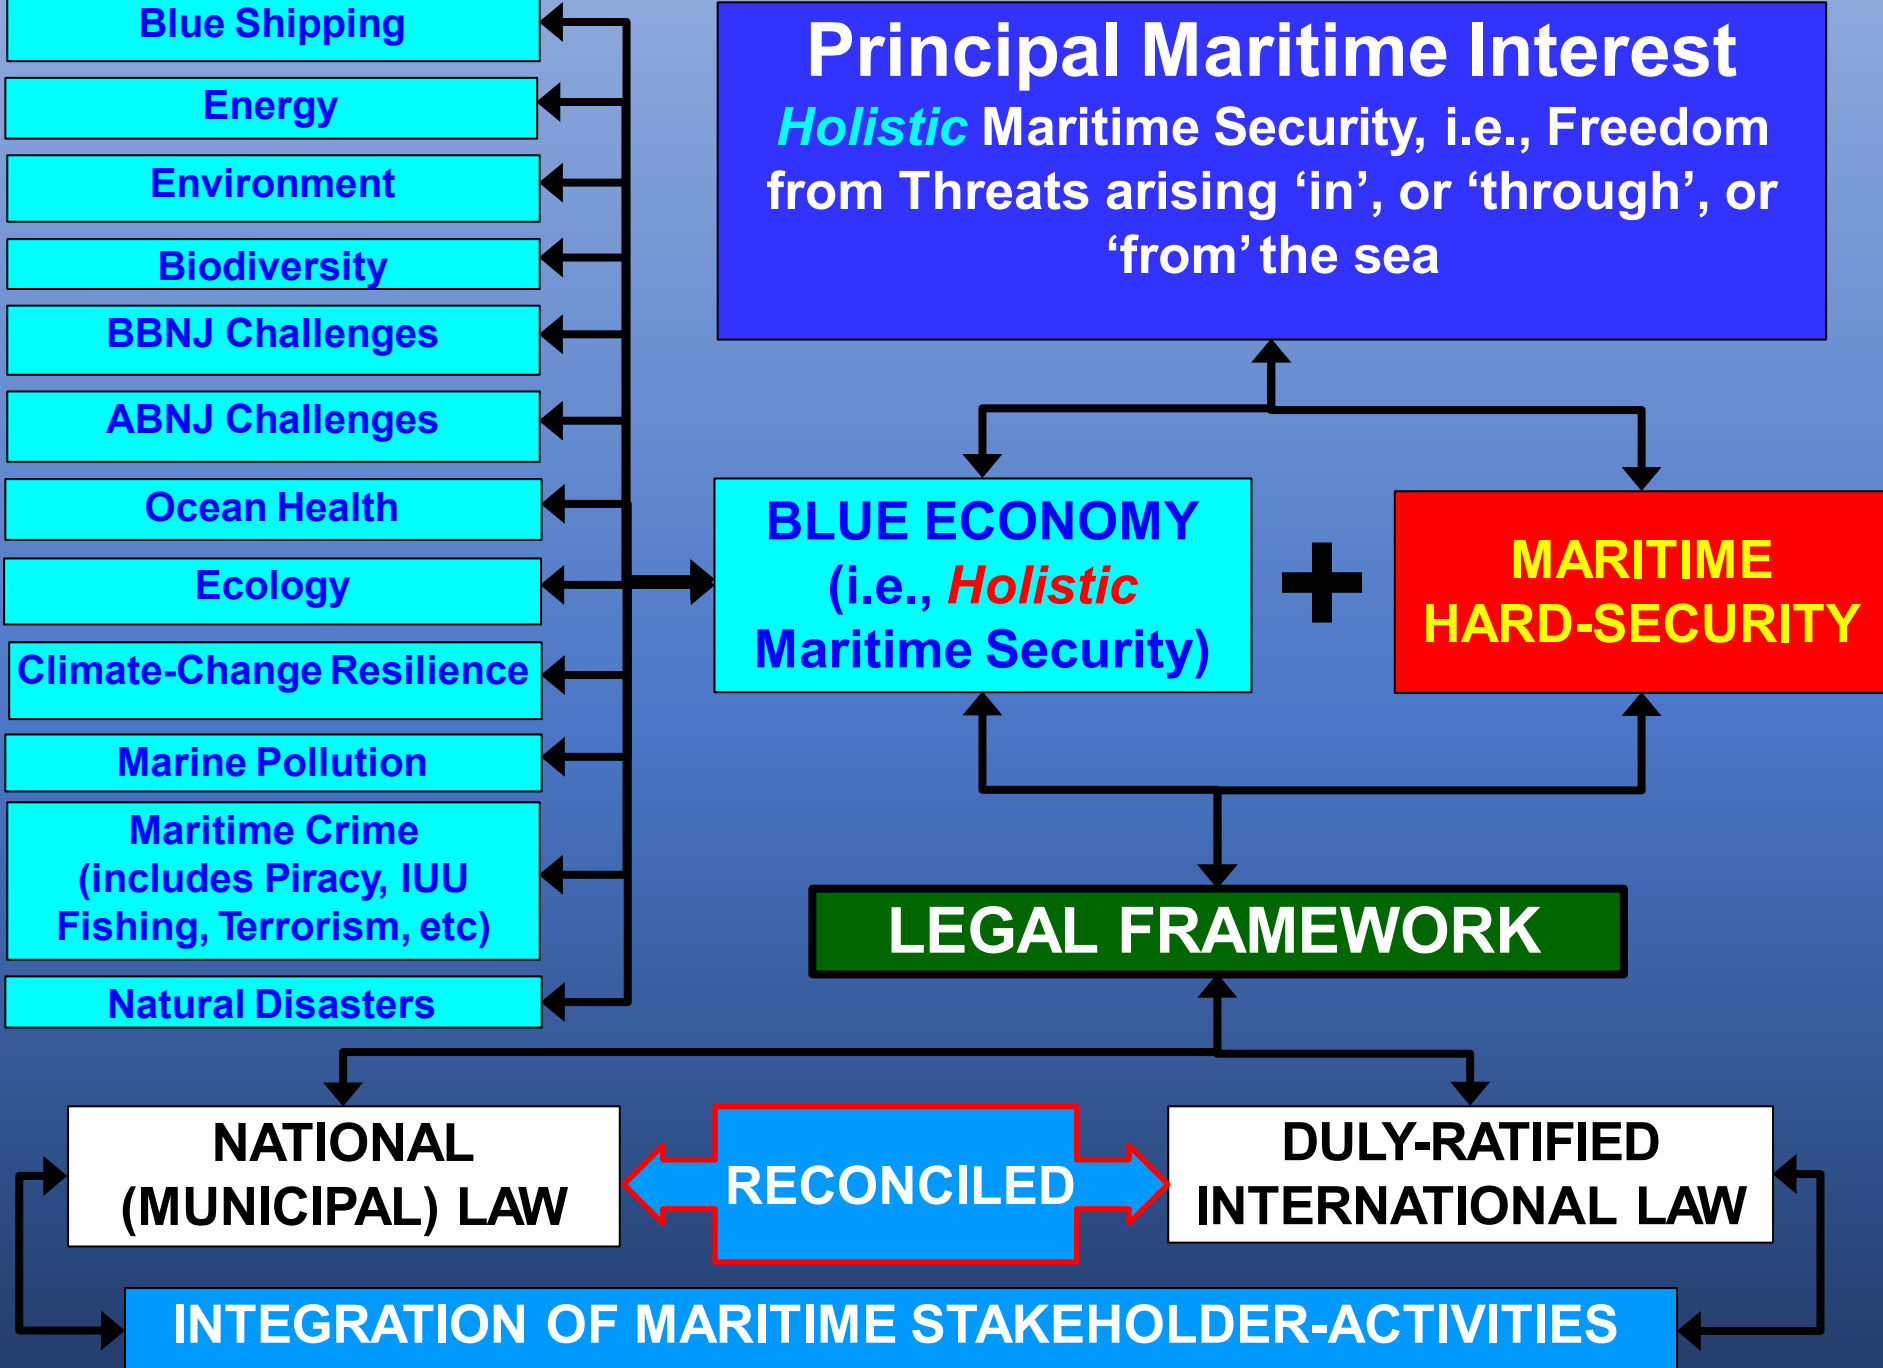 Blue Shipping
Energy
Environment
Biodiversity
BBNJ Challenges
ABNJ Challenges
Ocean Health
Ecology
Climate-Change Resilience
Marine Pollution
Maritime Crime
(includes Piracy, IUU
Fishing, Terrorism, etc)
Natural Disasters
Principal Maritime Interest
Holistic Maritime Security, i.e., Freedom
from Threats arising ‘in’, or ‘through’, or
‘from’ the sea
BLUE ECONOMY
(i.e., Holistic
Maritime Security)
+
MARITIME
HARD-SECURITY
LEGAL FRAMEWORK
NATIONAL
(MUNICIPAL) LAW
RECONCILED
DULY-RATIFIED
INTERNATIONAL LAW
INTEGRATION OF MARITIME STAKEHOLDER-ACTIVITIES